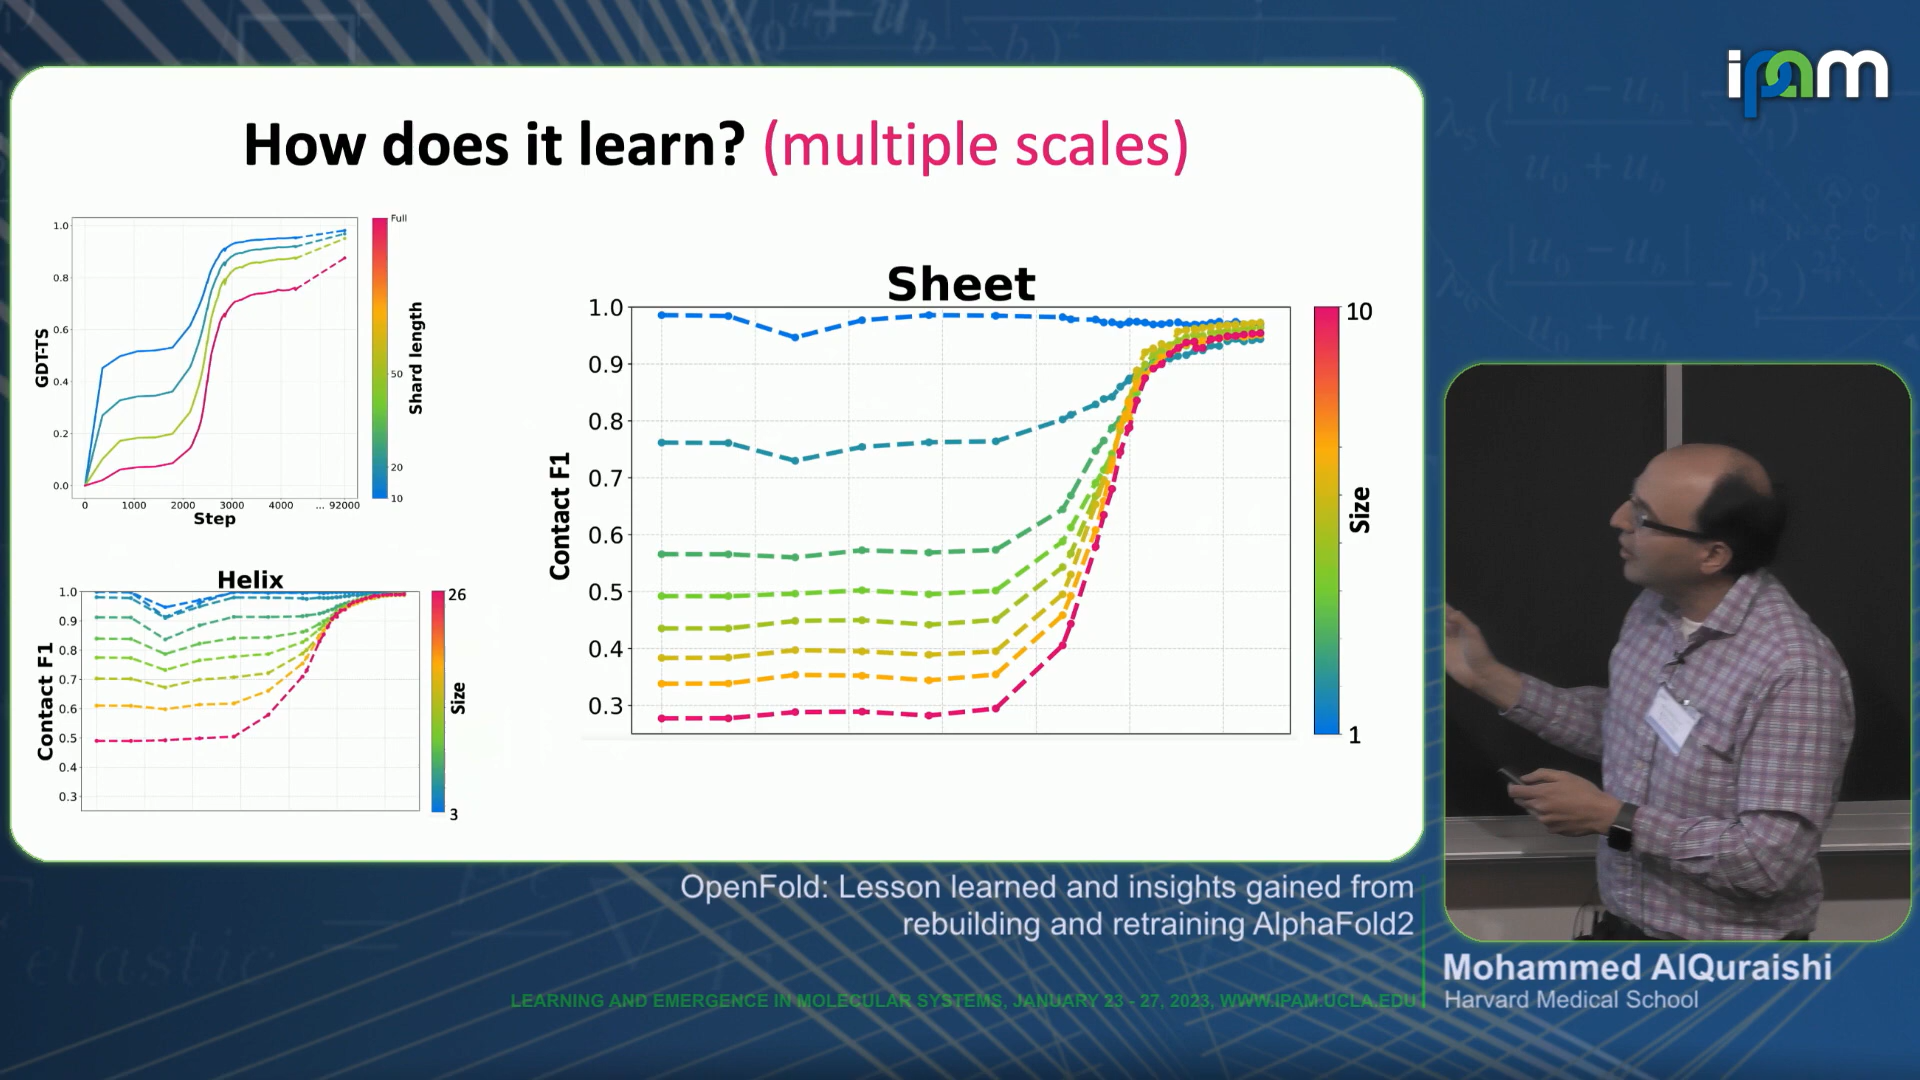 ipam
How does it learn? (multiple scales)
1.0
0.8
0.6
0.4
0.2
0.0
GDT-TS
0
1000
2000
3000
4000
... 92000
Step
Full
50
20
10
Shard length
Helix
1.0
0.9
0.8
0.7
0.6
0.5
0.4
0.3
Contact F1
26
3
Size
Sheet
1.0
0.9
0.8
0.7
0.6
0.5
0.4
0.3
Contact F1
10
1
Size
OpenFold: Lesson learned and insights gained from
rebuilding and retraining AlphaFold2
LEARNING AND EMERGENCE IN MOLECULAR SYSTEMS, JANUARY 23 - 27, 2023, WWW.IPAM.UCLA.EDU
Mohammed AlQuraishi
Harvard Medical School
elastic